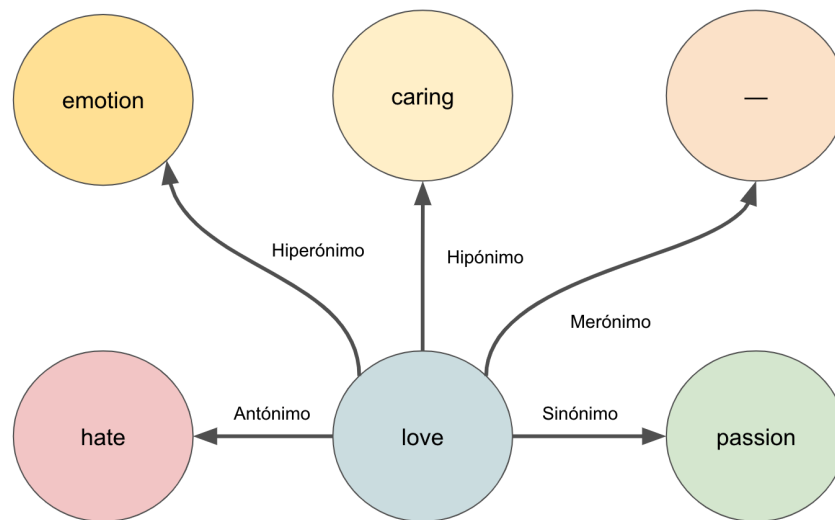 emotion
caring
—
Hiperónimo
Hipónimo
Merónimo
hate
Antónimo
love
Sinónimo
passion